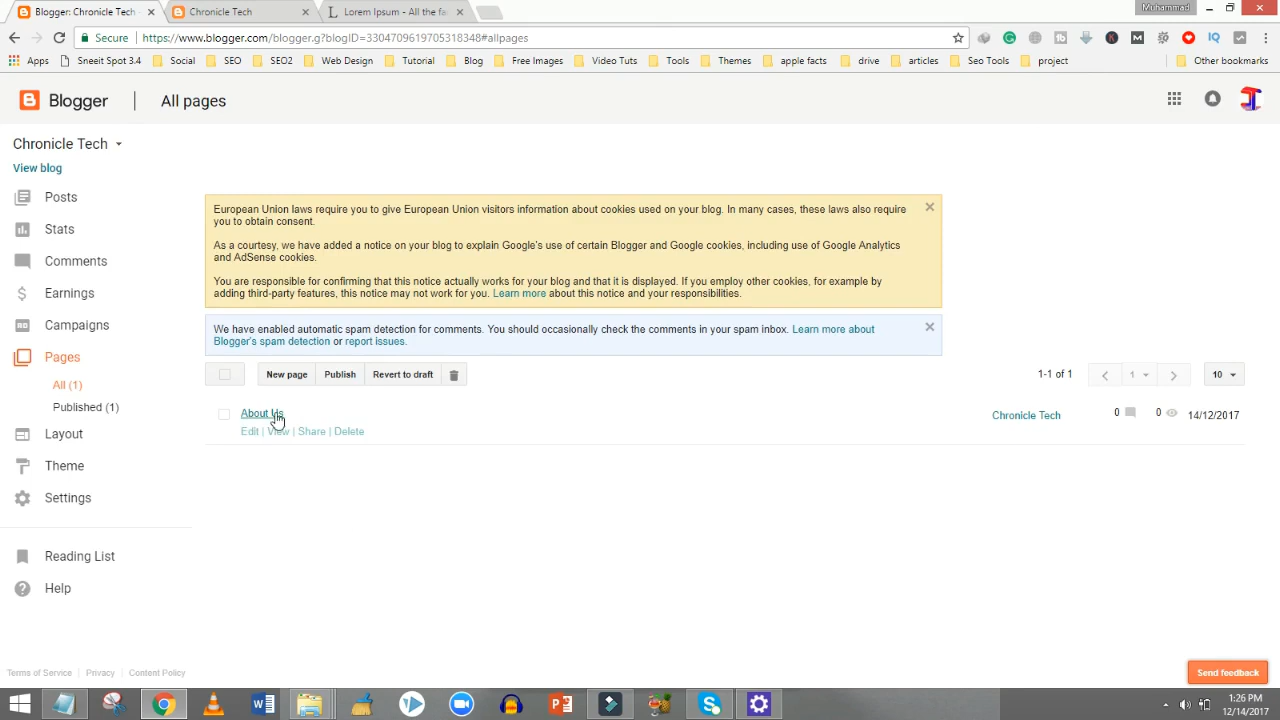 Blogger: Chronicle Tech
Chronicle Tech
Lorem Ipsum - All the fa
Muhammad
Secure
https://www.blogger.com/blogger.g?blogID=3304709619705318348#allpages
Apps
Sneeit Spot 3.4
Social
SEO
SEO2
Web Design
Tutorial
Blog
Free Images
Video Tuts
Tools
Themes
apple facts
drive
articles
Seo Tools
project
Other bookmarks
Blogger
All pages
Chronicle Tech
View blog
Posts
Stats
Comments
Earnings
Campaigns
Pages
All (1)
Published (1)
Layout
Theme
Settings
Reading List
Help
European Union laws require you to give European Union visitors information about cookies used on your blog. In many cases, these laws also require
you to obtain consent.
As a courtesy, we have added a notice on your blog to explain Google's use of certain Blogger and Google cookies, including use of Google Analytics
and AdSense cookies.
You are responsible for confirming that this notice actually works for your blog and that it is displayed. If you employ other cookies, for example by
adding third-party features, this notice may not work for you. Learn more about this notice and your responsibilities.
We have enabled automatic spam detection for comments. You should occasionally check the comments in your spam inbox. Learn more about
Blogger's spam detection or report issues.
New page
Publish
Revert to draft
1-1 of 1
1
10
About Us
Edit | View | Share | Delete
Chronicle Tech
0
0
14/12/2017
Terms of Service | Privacy | Content Policy
Send feedback
1:26 PM
12/14/2017